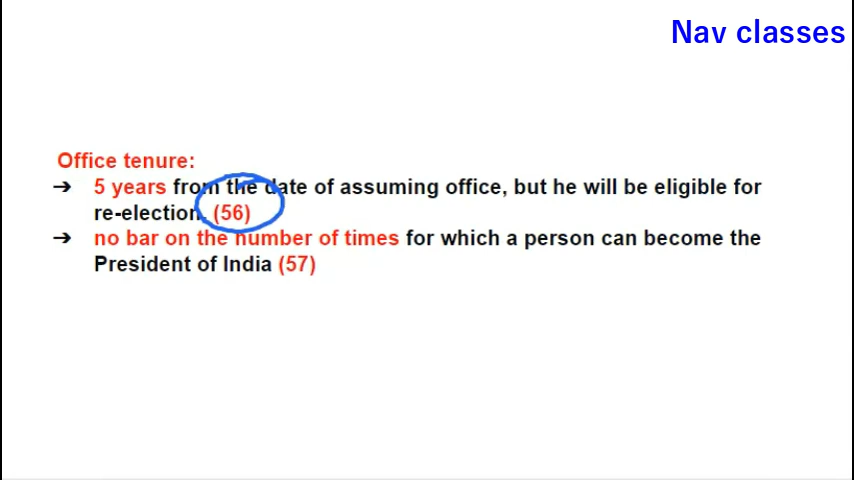 Nav classes
Office tenure:
➔ 5 years from the date of assuming office, but he will be eligible for
re-election. (56)
➔ no bar on the number of times for which a person can become the
President of India (57)